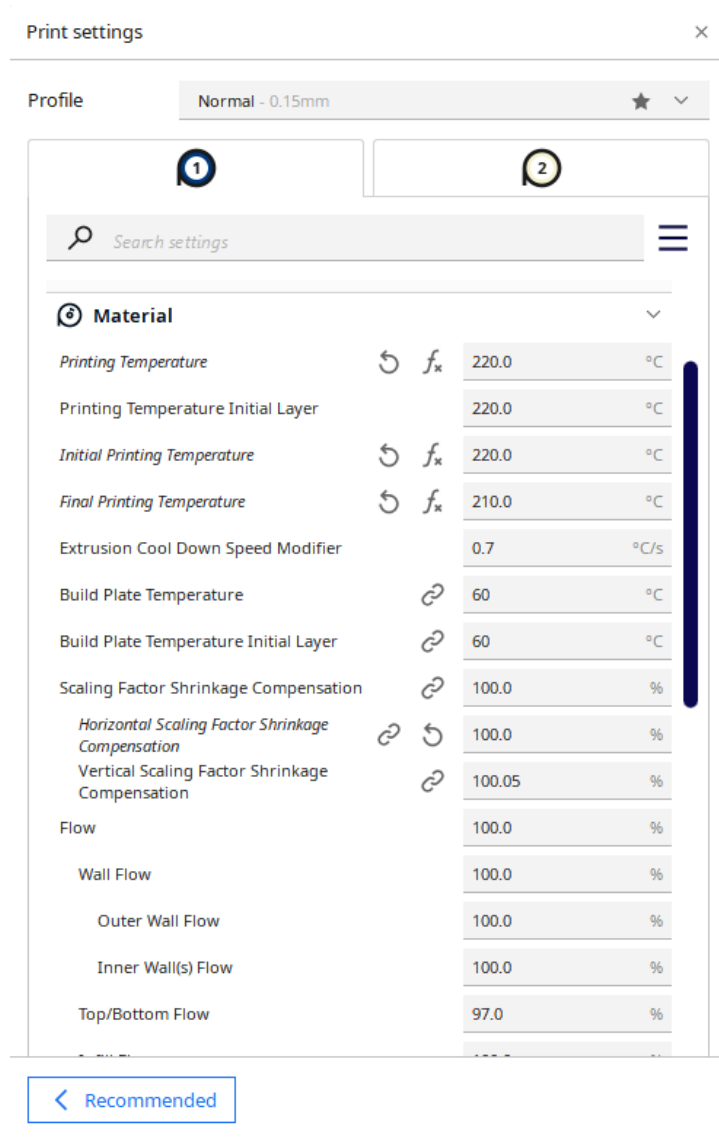 Print settings ×
Profile Normal - 0.15mm
1 2
Search settings
Material
Printing Temperature 220.0 °C
Printing Temperature Initial Layer 220.0 °C
Initial Printing Temperature 220.0 °C
Final Printing Temperature 210.0 °C
Extrusion Cool Down Speed Modifier 0.7 °C/s
Build Plate Temperature 60 °C
Build Plate Temperature Initial Layer 60 °C
Scaling Factor Shrinkage Compensation 100.0 %
Horizontal Scaling Factor Shrinkage
Compensation 100.0 %
Vertical Scaling Factor Shrinkage
Compensation 100.05 %
Flow 100.0 %
Wall Flow 100.0 %
Outer Wall Flow 100.0 %
Inner Wall(s) Flow 100.0 %
Top/Bottom Flow 97.0 %
Recommended